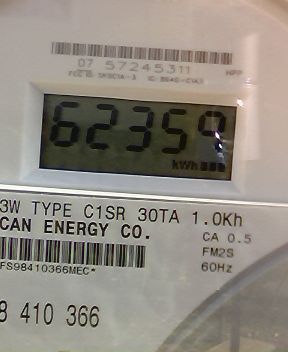 07 57245311
62359
kWh
3W TYPE C1SR 30TA 1.0Kh
CAN ENERGY CO. CA 0.5
FM2S
FS98410366MEC* 60Hz
8 410 366